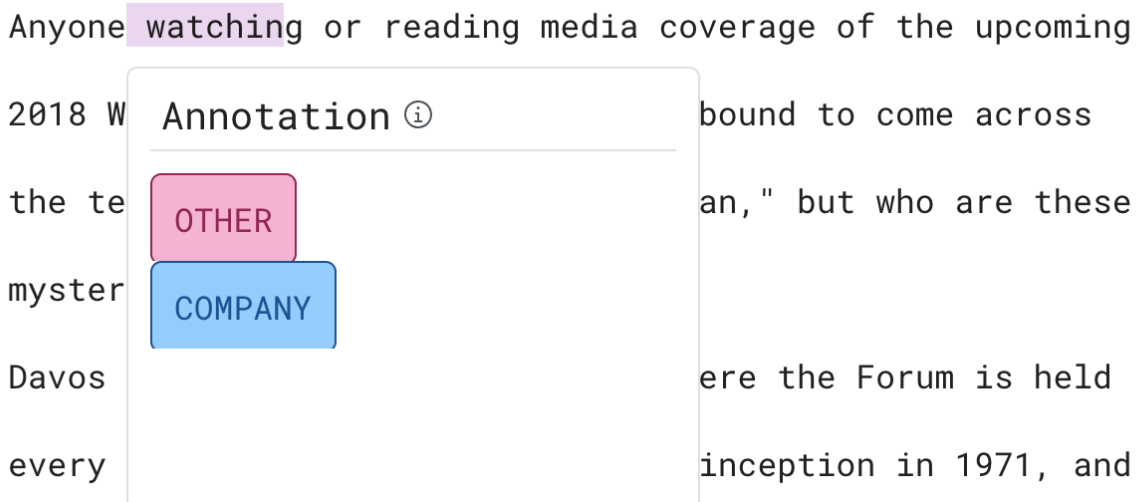 Anyone watching or reading media coverage of the upcoming
2018 W
bound to come across
the te
an," but who are these
myster
Davos
ere the Forum is held
every
inception in 1971, and
Annotation
OTHER
COMPANY